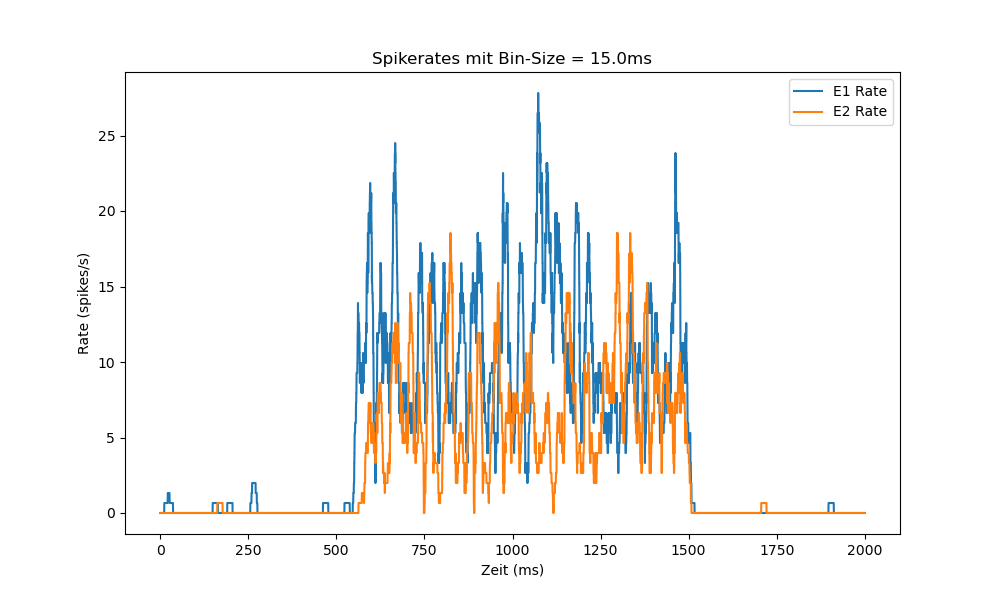 Spikerates mit Bin-Size = 15.0ms
E1 Rate
E2 Rate
Rate (spikes/s)
25
20
15
10
5
0
0 250 500 750 1000 1250 1500 1750 2000
Zeit (ms)